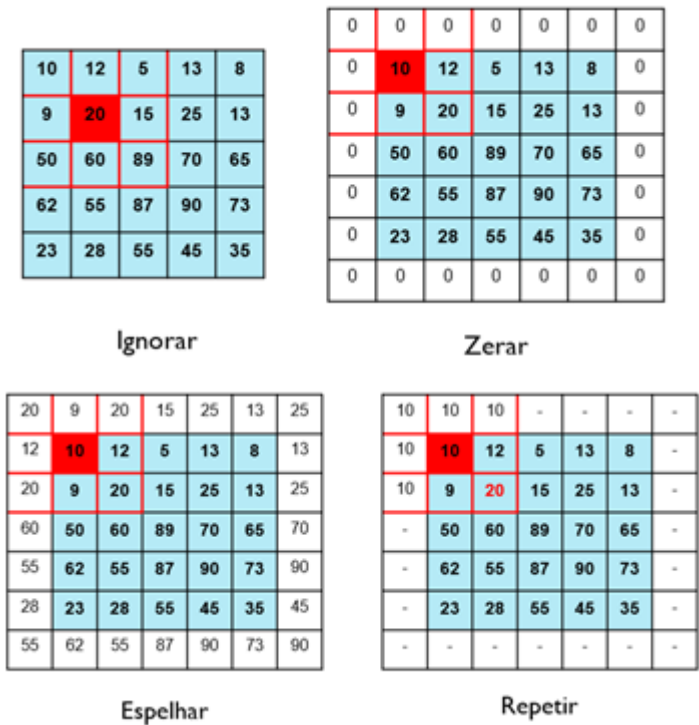 10 12 5 13 8
9 20 15 25 13
50 60 89 70 65
62 55 87 90 73
23 28 55 45 35
Ignorar
0 0 0 0 0 0 0
0 10 12 5 13 8 0
0 9 20 15 25 13 0
0 50 60 89 70 65 0
0 62 55 87 90 73 0
0 23 28 55 45 35 0
0 0 0 0 0 0 0
Zerar
20 9 20 15 25 13 25
12 10 12 5 13 8 13
20 9 20 15 25 13 25
60 50 60 89 70 65 70
55 62 55 87 90 73 90
28 23 28 55 45 35 45
55 62 55 87 90 73 90
Espelhar
10 10 10 - - - -
10 10 12 5 13 8 -
10 9 20 15 25 13 -
- 50 60 89 70 65 -
- 62 55 87 90 73 -
- 23 28 55 45 35 -
- - - - - - -
Repetir